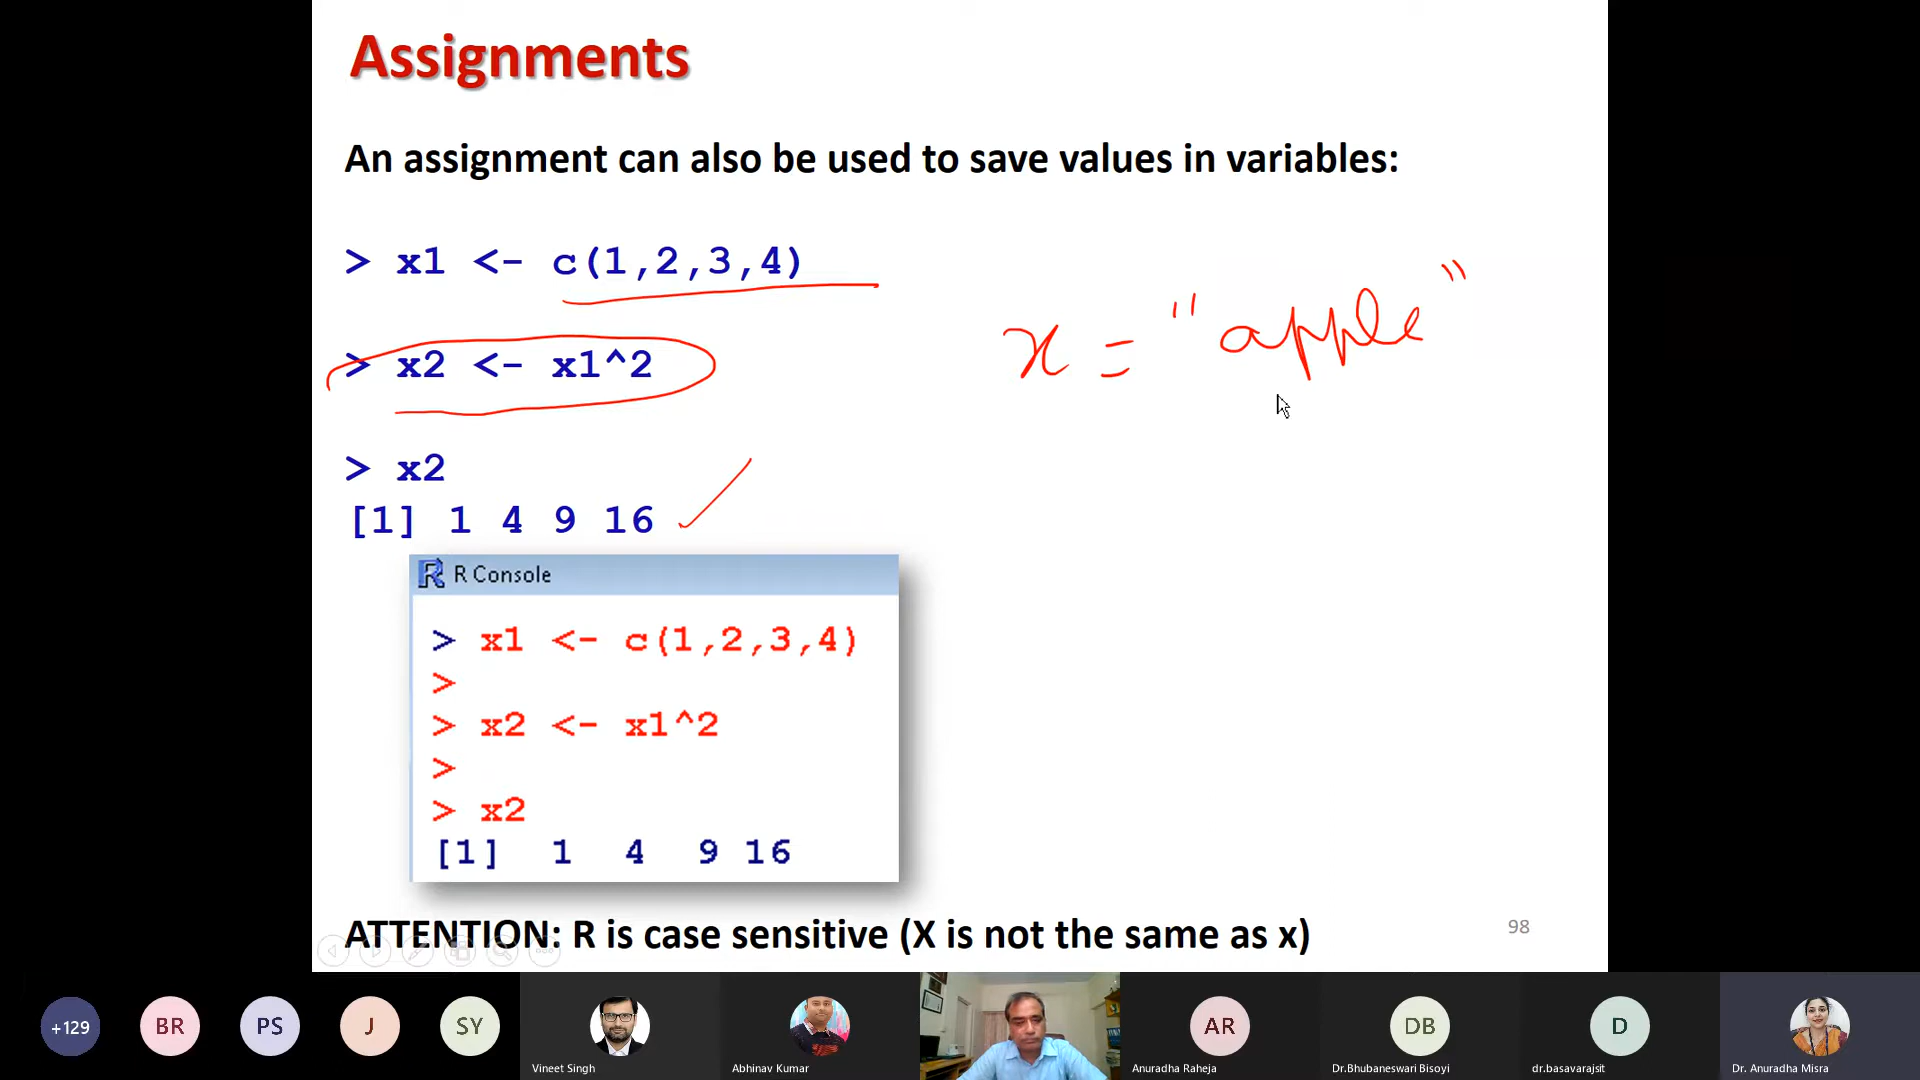 Assignments
An assignment can also be used to save values in variables:
> x1 <- c(1,2,3,4)
x = "apple"
> x2 <- x1^2
> x2
[1] 1 4 9 16
R Console
> x1 <- c(1,2,3,4)
>
> x2 <- x1^2
>
> x2
[1] 1 4 9 16
ATTENTION: R is case sensitive (X is not the same as x)
98
+129
BR
PS
J
SY
Vineet Singh
Abhinav Kumar
AR
Anuradha Raheja
DB
Dr.Bhubaneswari Bisoyi
D
dr.basavarajsit
Dr. Anuradha Misra